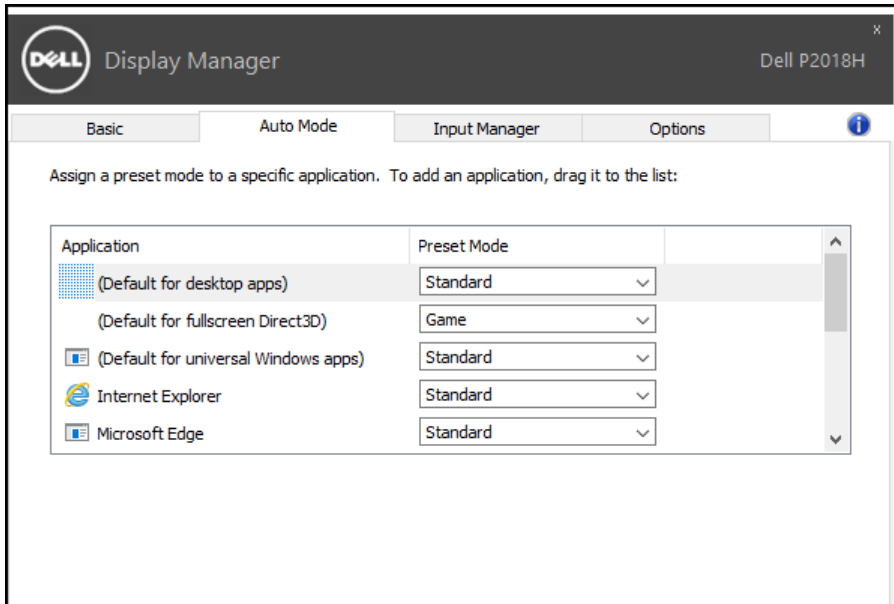 x
DELL Display Manager Dell P2018H
Basic Auto Mode Input Manager Options i
Assign a preset mode to a specific application. To add an application, drag it to the list:
Application Preset Mode
(Default for desktop apps) Standard
(Default for fullscreen Direct3D) Game
(Default for universal Windows apps) Standard
Internet Explorer Standard
Microsoft Edge Standard